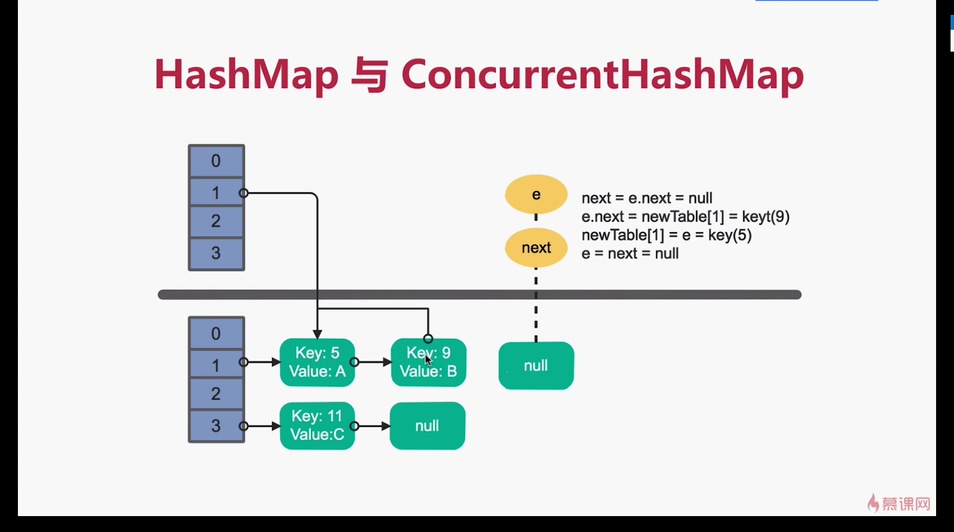 HashMap 与 ConcurrentHashMap
0
1
2
3
e
next
next = e.next = null
e.next = newTable[1] = keyt(9)
newTable[1] = e = key(5)
e = next = null
0
1
2
3
Key: 5
Value: A
Key: 9
Value: B
null
Key: 11
Value:C
null
慕课网